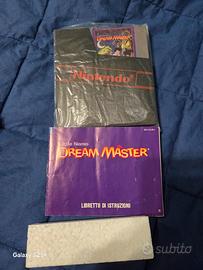 DREAM MASTER
Nintendo
Little Nemo
DREAM MASTER
LIBRETTO DI ISTRUZIONI
Galaxy S21+
subito